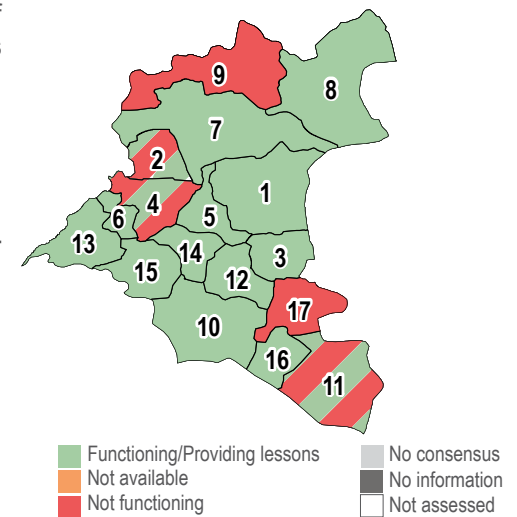 9
8
7
2
1
4
5
6
13
14
3
15
12
17
10
16
11
Functioning/Providing lessons
Not available
Not functioning
No consensus
No information
Not assessed